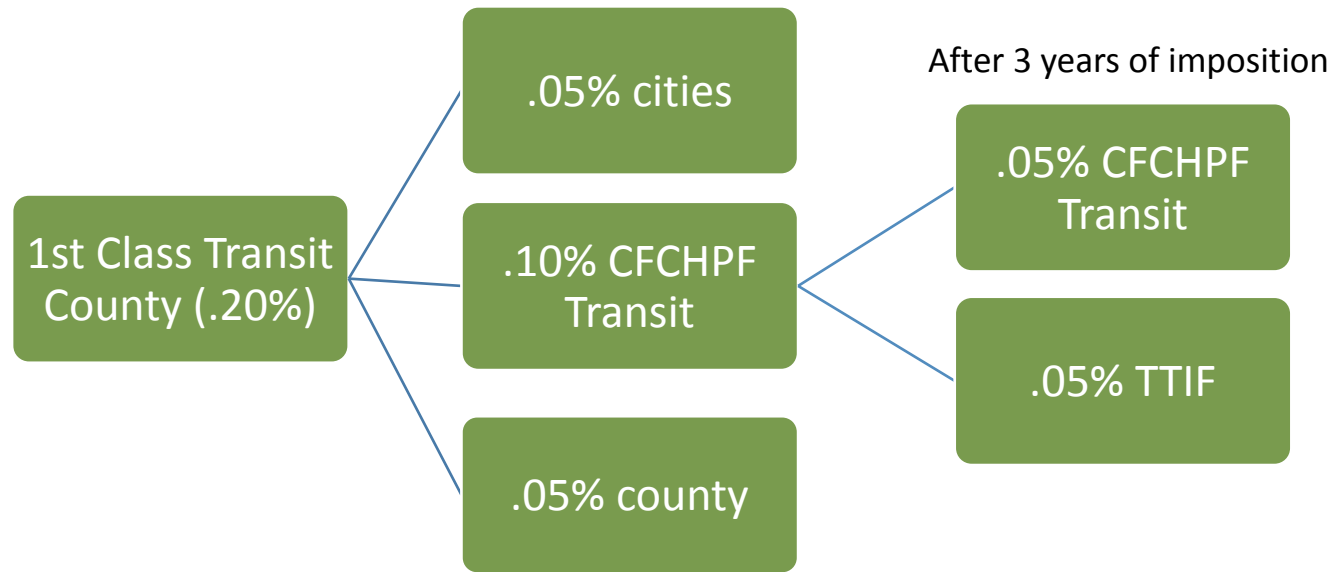 1st Class Transit
County (.20%)
.05% cities
.10% CFCHPF
Transit
.05% county
After 3 years of imposition
.05% CFCHPF
Transit
.05% TTIF